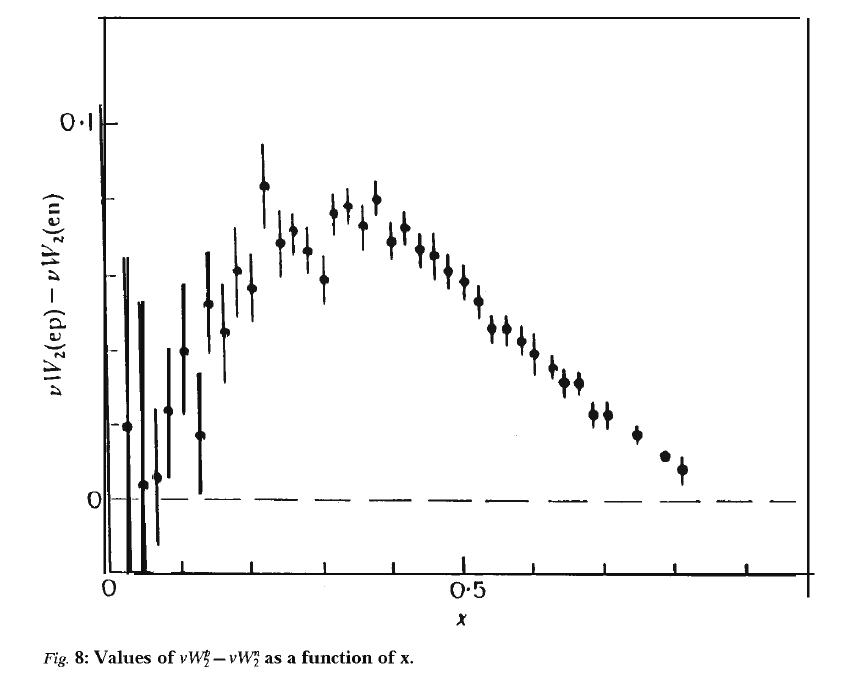 0·1
νW₂(ep) – νW₂(en)
0
0
0·5
x
Fig. 8: Values of νW₂ᵖ – νW₂ⁿ as a function of x.